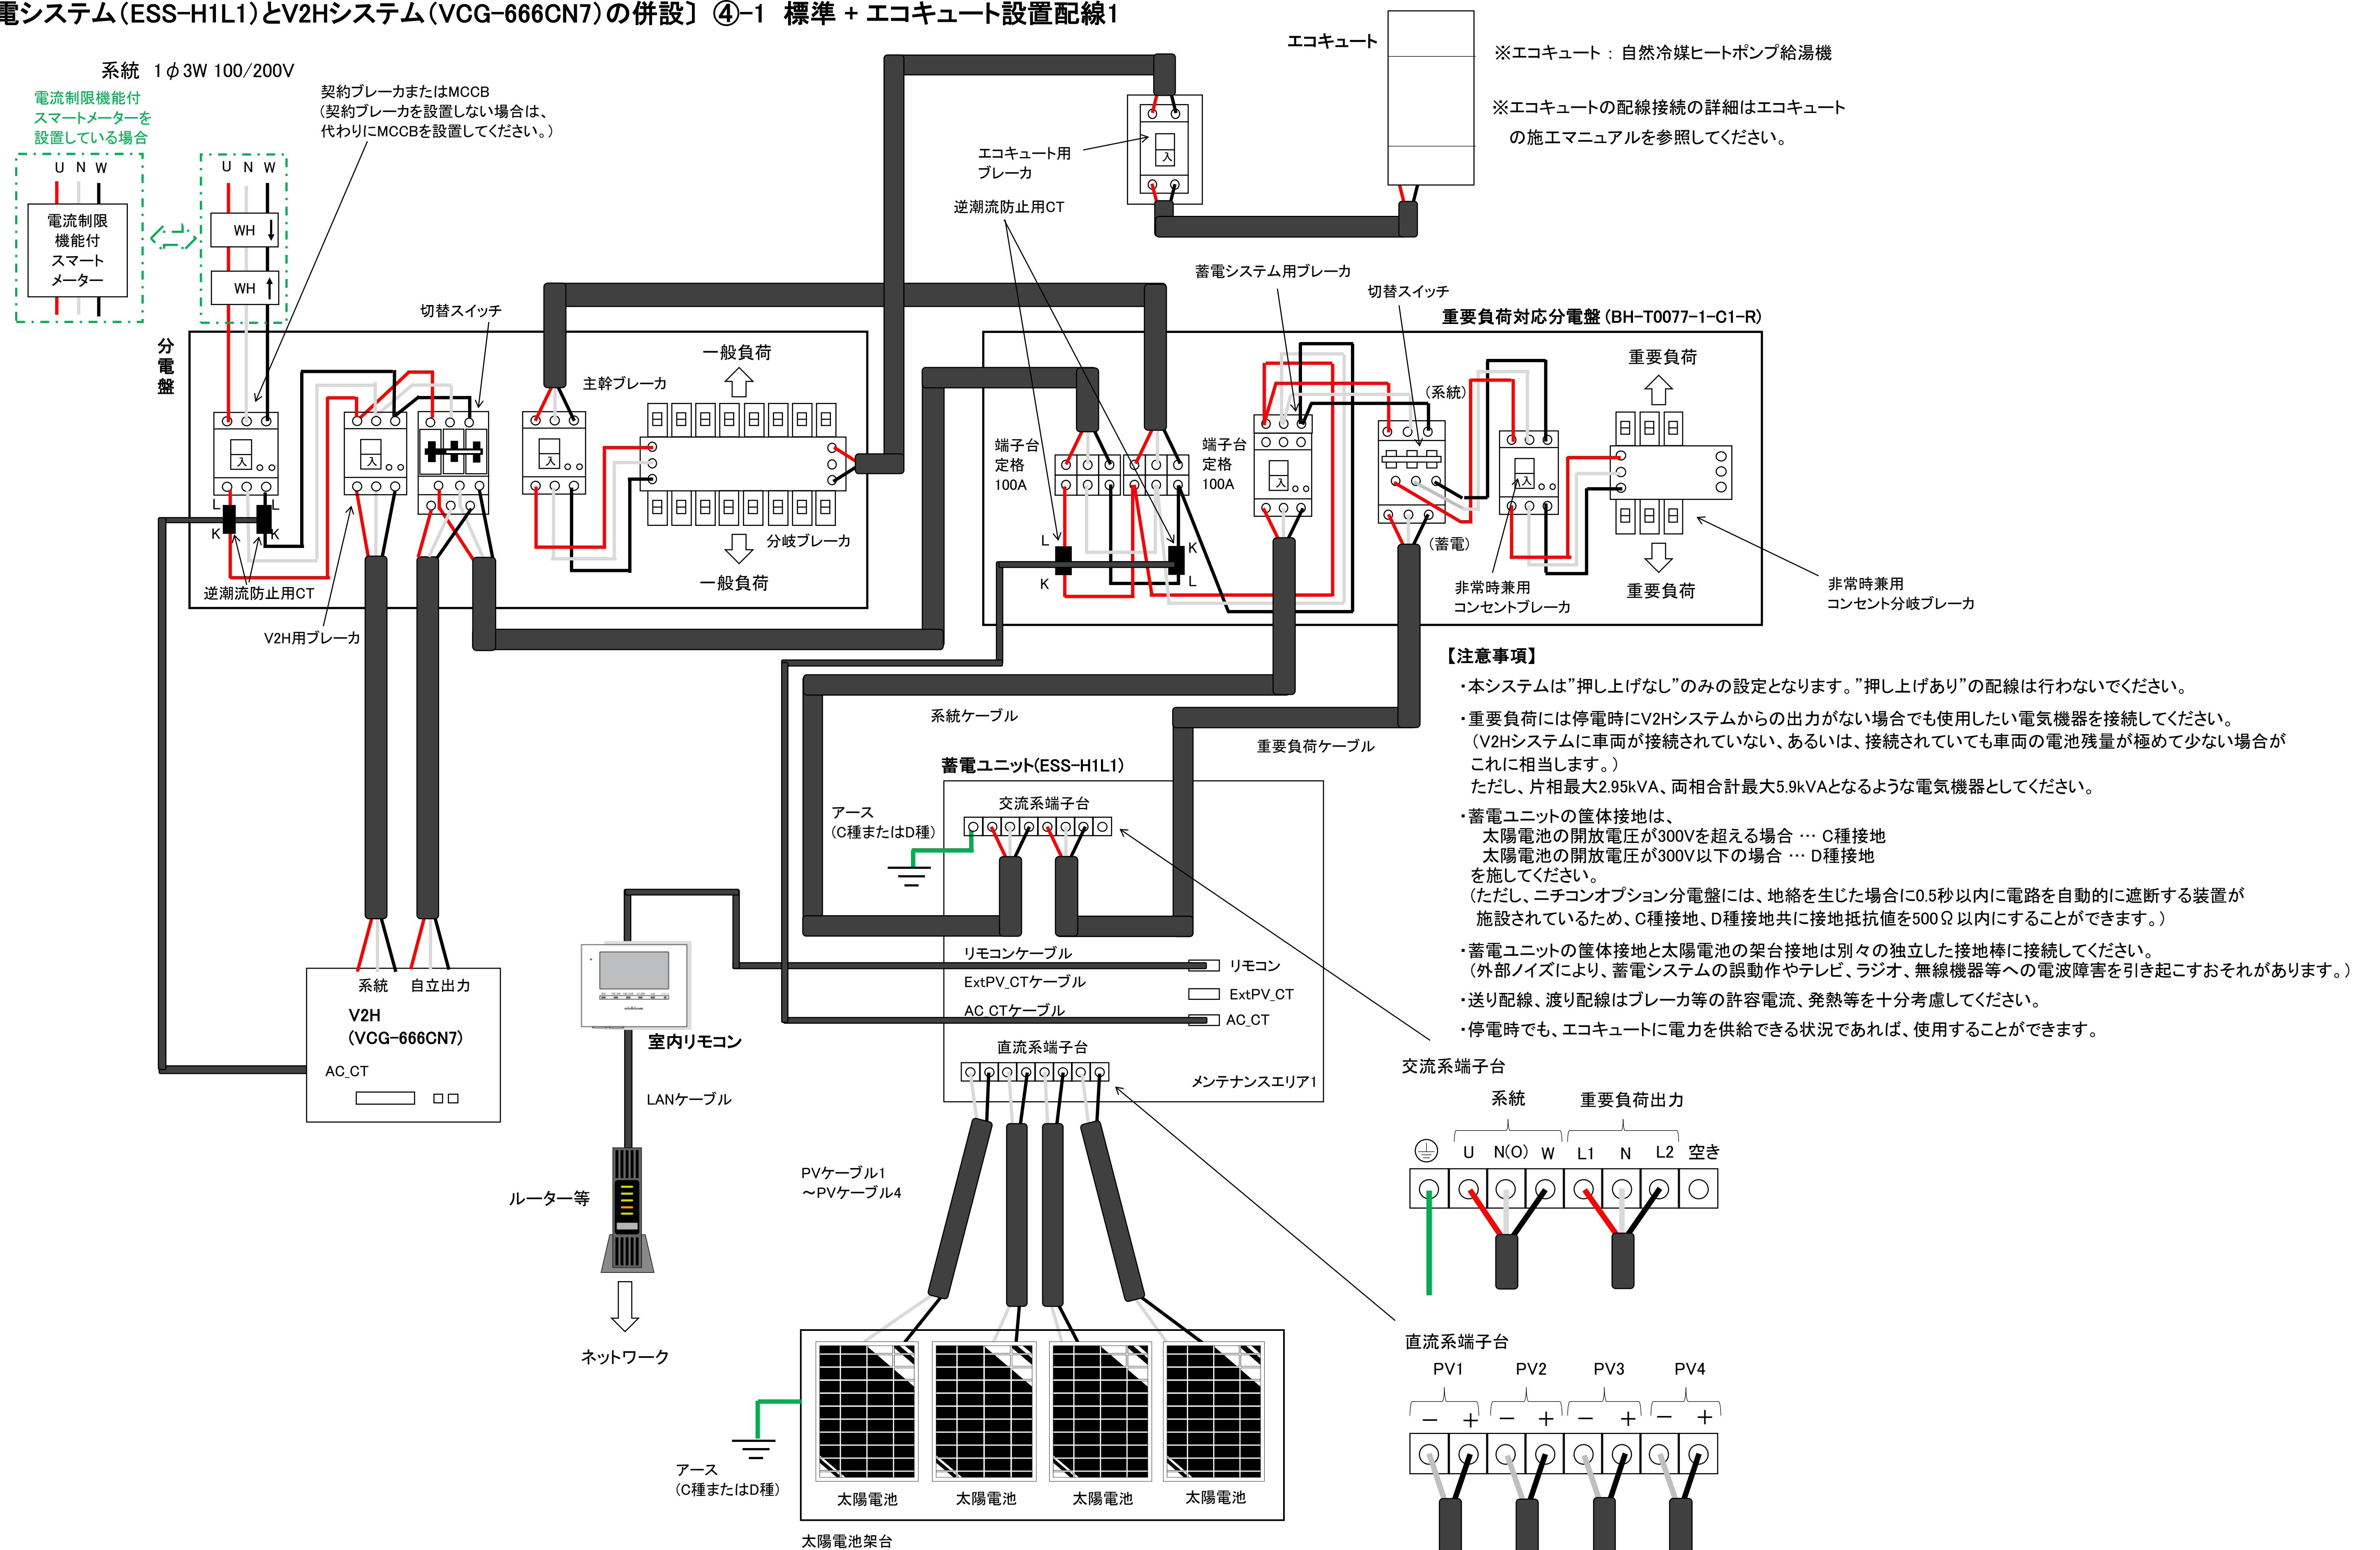 電システム（ESS-H1L1）とV2Hシステム（VCG-666CN7）の併設〕 ④-1 標準 + エコキュート設置配線1
系統 1φ3W 100/200V
電流制限機能付
スマートメーターを
設置している場合
U N W
電流制限
機能付
スマート
メーター
U N W
WH
WH
契約ブレーカまたはMCCB
（契約ブレーカを設置しない場合は、
代わりにMCCBを設置してください。）
エコキュート
※エコキュート ： 自然冷媒ヒートポンプ給湯機
※エコキュートの配線接続の詳細はエコキュート
の施工マニュアルを参照してください。
エコキュート用
ブレーカ
入
逆潮流防止用CT
分電盤
切替スイッチ
主幹ブレーカ
一般負荷
入
入
入
L
L
K
K
分岐ブレーカ
一般負荷
逆潮流防止用CT
V2H用ブレーカ
蓄電システム用ブレーカ
切替スイッチ
重要負荷対応分電盤（BH-T0077-1-C1-R）
端子台
定格
100A
端子台
定格
100A
（系統）
重要負荷
入
入
L
K
K
L
（蓄電）
非常時兼用
コンセントブレーカ
重要負荷
非常時兼用
コンセント分岐ブレーカ
系統ケーブル
重要負荷ケーブル
【注意事項】
・本システムは”押し上げなし”のみの設定となります。”押し上げあり”の配線は行わないでください。
・重要負荷には停電時にV2Hシステムからの出力がない場合でも使用したい電気機器を接続してください。
（V2Hシステムに車両が接続されていない、あるいは、接続されていても車両の電池残量が極めて少ない場合が
これに相当します。）
ただし、片相最大2.95kVA、両相合計最大5.9kVAとなるような電気機器としてください。
・蓄電ユニットの筐体接地は、
太陽電池の開放電圧が300Vを超える場合 … C種接地
太陽電池の開放電圧が300V以下の場合 … D種接地
を施してください。
（ただし、ニチコンオプション分電盤には、地絡を生じた場合に0.5秒以内に電路を自動的に遮断する装置が
施設されているため、C種接地、D種接地共に接地抵抗値を500Ω以内にすることができます。）
・蓄電ユニットの筐体接地と太陽電池の架台接地は別々の独立した接地棒に接続してください。
（外部ノイズにより、蓄電システムの誤動作やテレビ、ラジオ、無線機器等への電波障害を引き起こすおそれがあります。）
・送り配線、渡り配線はブレーカ等の許容電流、発熱等を十分考慮してください。
・停電時でも、エコキュートに電力を供給できる状況であれば、使用することができます。
蓄電ユニット(ESS-H1L1)
交流系端子台
アース
（C種またはD種）
リモコンケーブル
リモコン
ExtPV_CTケーブル
ExtPV_CT
AC_CTケーブル
AC_CT
直流系端子台
メンテナンスエリア1
系統 自立出力
V2H
（VCG-666CN7）
AC_CT
室内リモコン
LANケーブル
ルーター等
ネットワーク
PVケーブル1
～PVケーブル4
アース
（C種またはD種）
太陽電池 太陽電池 太陽電池 太陽電池
太陽電池架台
交流系端子台
系統 重要負荷出力
U N(O) W L1 N L2 空き
直流系端子台
PV1 PV2 PV3 PV4
－ ＋ － ＋ － ＋ － ＋